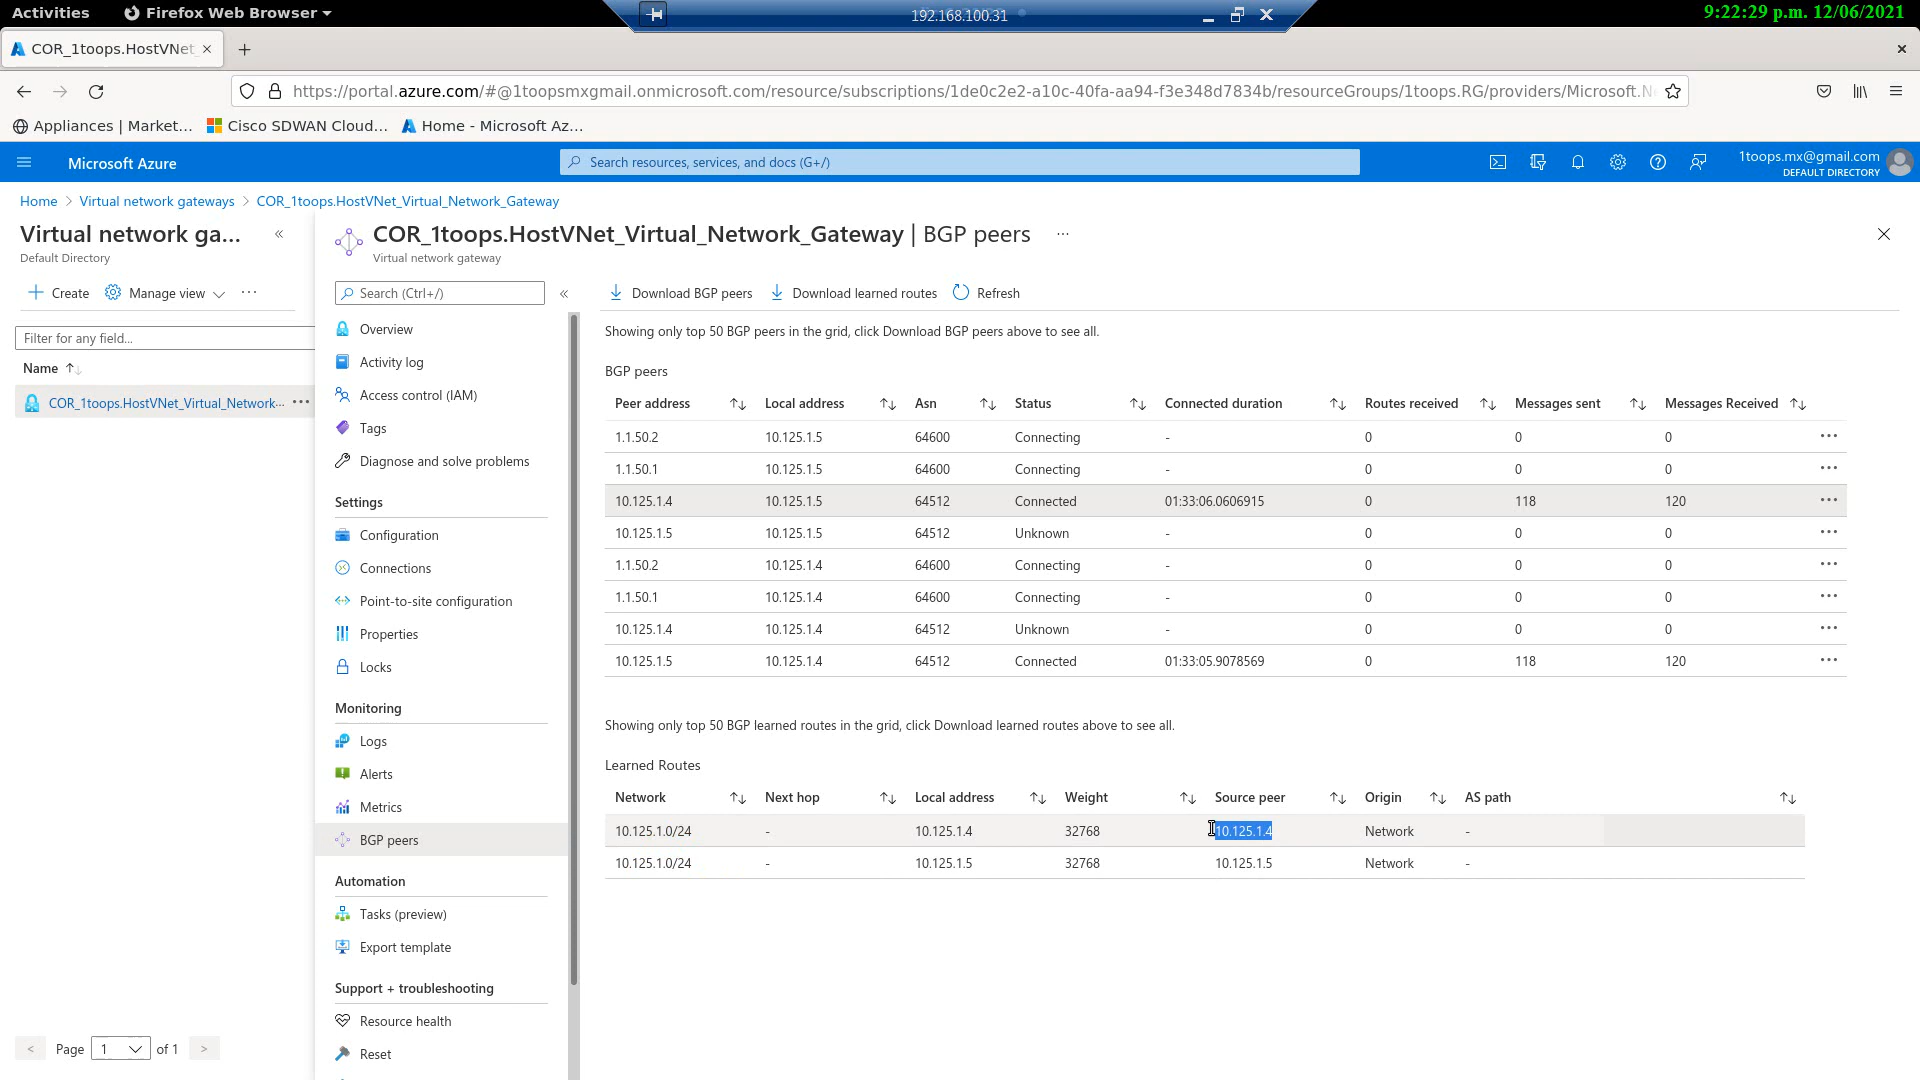 Activities
Firefox Web Browser
192.168.100.31
9:22:29 p.m. 12/06/2021
COR_1toops.HostVNet
https://portal.azure.com/#@1toopsmxgmail.onmicrosoft.com/resource/subscriptions/1de0c2e2-a10c-40fa-aa94-f3e348d7834b/resourceGroups/1toops.RG/providers/Microsoft.Ne
Appliances | Market...
Cisco SDWAN Cloud...
Home - Microsoft Az...
Microsoft Azure
Search resources, services, and docs (G+/)
1toops.mx@gmail.com
DEFAULT DIRECTORY
Home > Virtual network gateways > COR_1toops.HostVNet_Virtual_Network_Gateway
Virtual network ga... «
Default Directory
Create Manage view ...
Filter for any field...
Name
COR_1toops.HostVNet_Virtual_Network... ...
< Page 1 of 1 >
COR_1toops.HostVNet_Virtual_Network_Gateway | BGP peers ...
Virtual network gateway
Search (Ctrl+/) «
Overview
Activity log
Access control (IAM)
Tags
Diagnose and solve problems
Settings
Configuration
Connections
Point-to-site configuration
Properties
Locks
Monitoring
Logs
Alerts
Metrics
BGP peers
Automation
Tasks (preview)
Export template
Support + troubleshooting
Resource health
Reset
Download BGP peers Download learned routes Refresh
Showing only top 50 BGP peers in the grid, click Download BGP peers above to see all.
BGP peers
Peer address Local address Asn Status Connected duration Routes received Messages sent Messages Received
1.1.50.2 10.125.1.5 64600 Connecting - 0 0 0 ...
1.1.50.1 10.125.1.5 64600 Connecting - 0 0 0 ...
10.125.1.4 10.125.1.5 64512 Connected 01:33:06.0606915 0 118 120 ...
10.125.1.5 10.125.1.5 64512 Unknown - 0 0 0 ...
1.1.50.2 10.125.1.4 64600 Connecting - 0 0 0 ...
1.1.50.1 10.125.1.4 64600 Connecting - 0 0 0 ...
10.125.1.4 10.125.1.4 64512 Unknown - 0 0 0 ...
10.125.1.5 10.125.1.4 64512 Connected 01:33:05.9078569 0 118 120 ...
Showing only top 50 BGP learned routes in the grid, click Download learned routes above to see all.
Learned Routes
Network Next hop Local address Weight Source peer Origin AS path
10.125.1.0/24 - 10.125.1.4 32768 10.125.1.4 Network -
10.125.1.0/24 - 10.125.1.5 32768 10.125.1.5 Network -